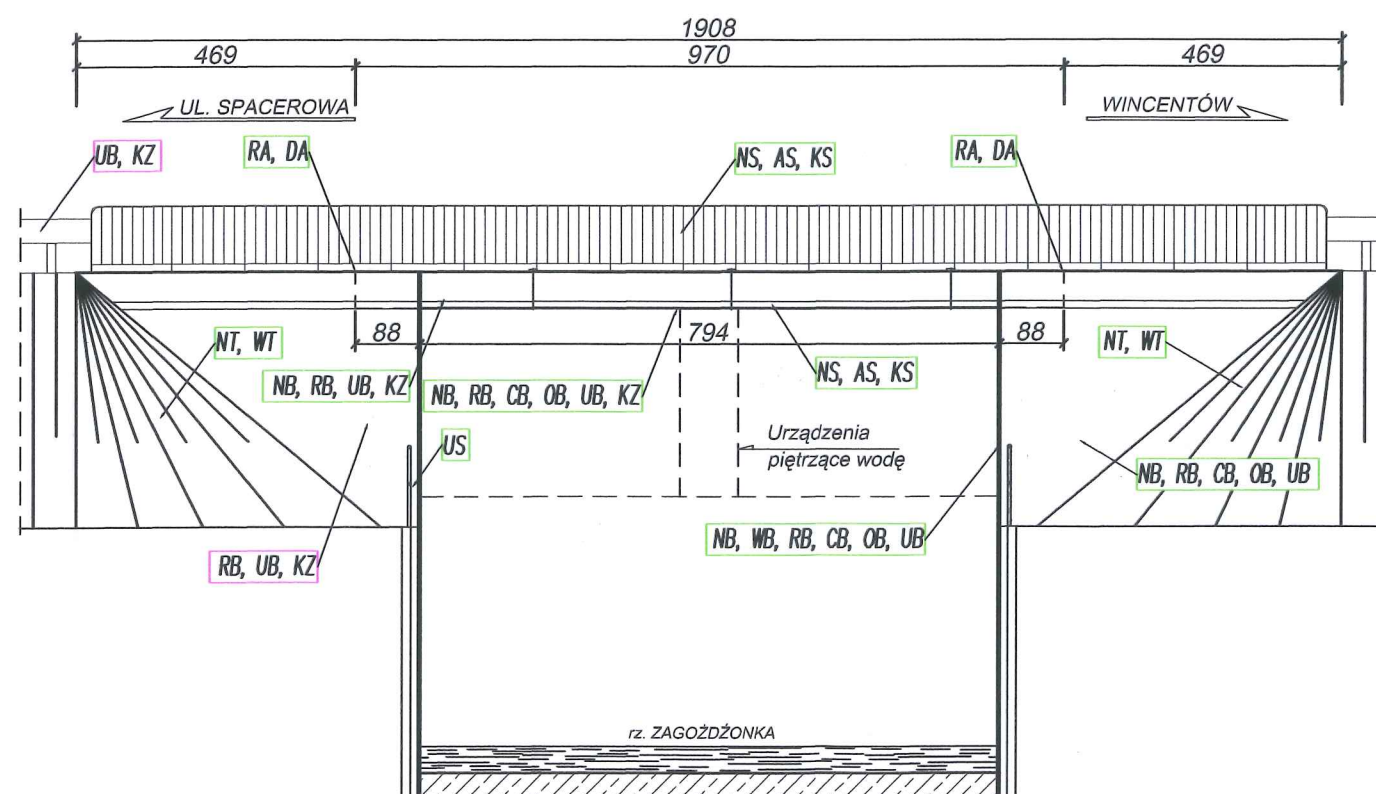 1908
469
970
469
UL. SPACEROWA
WINCENTÓW
UB, KZ
RA, DA
NS, AS, KS
RA, DA
NT, WT
88
794
88
NT, WT
NB, RB, UB, KZ
NB, RB, CB, OB, UB, KZ
NS, AS, KS
US
Urządzenia
piętrzące wodę
NB, RB, CB, OB, UB
NB, WB, RB, CB, OB, UB
RB, UB, KZ
rz. ZAGOŻDŹONKA